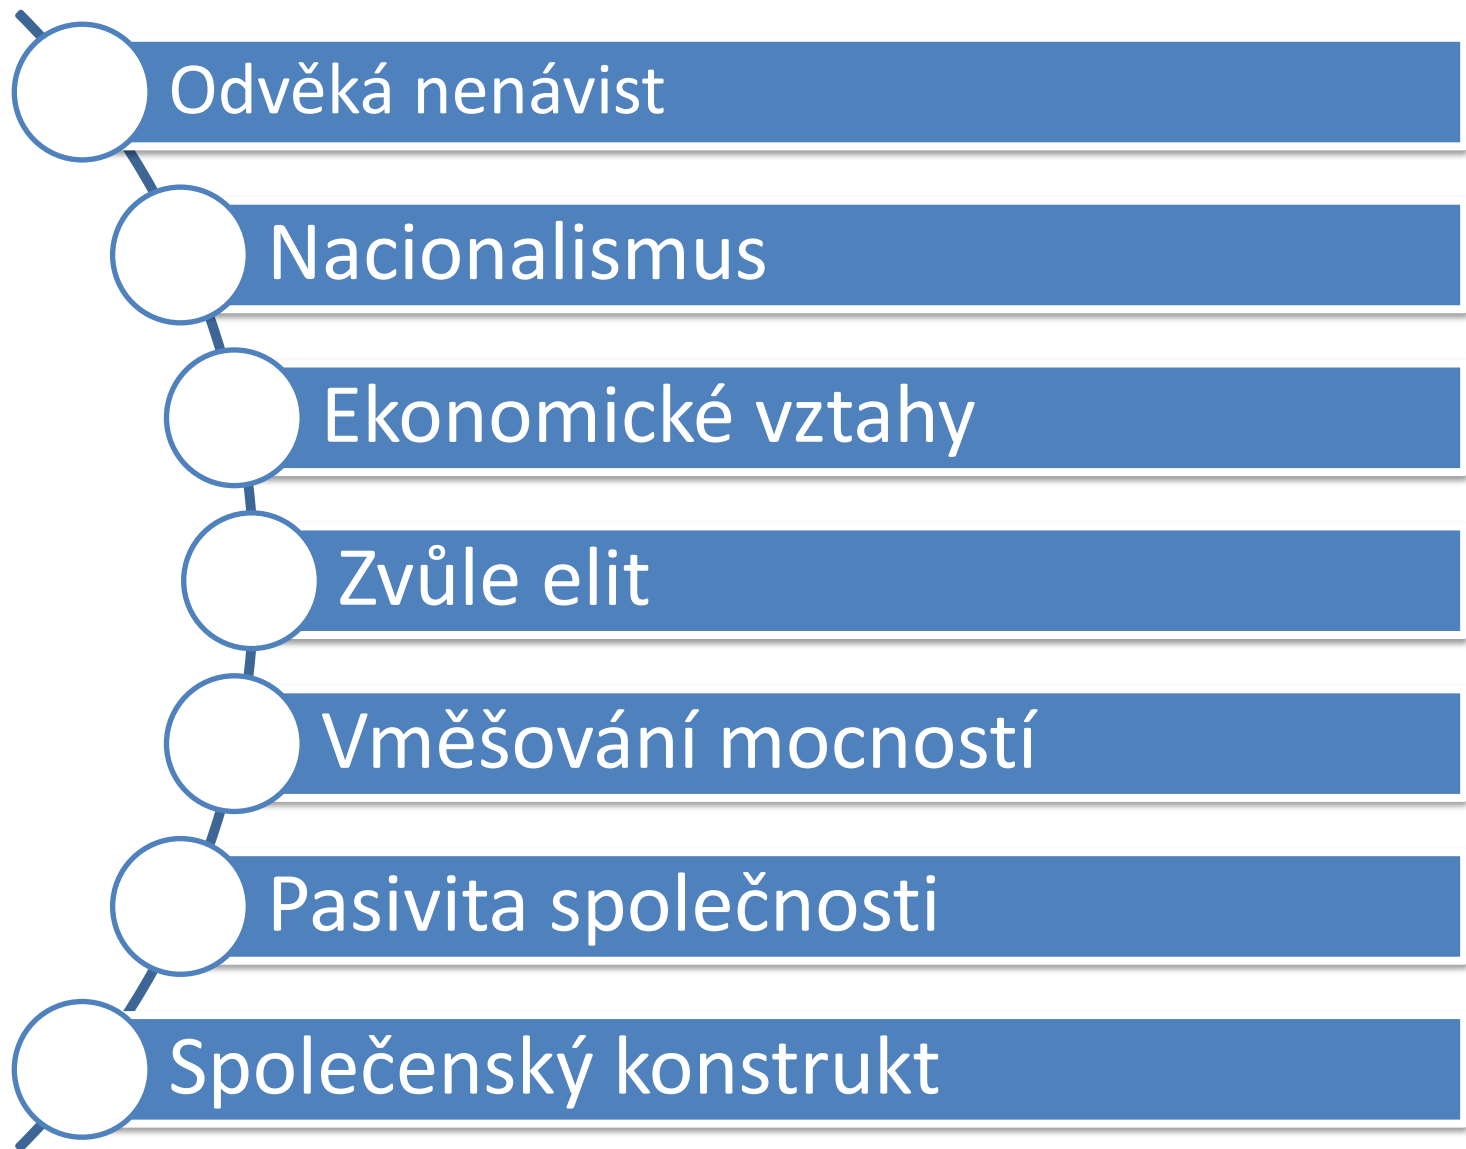 Odvěká nenávist
Nacionalismus
Ekonomické vztahy
Zvůle elit
Vměšování mocností
Pasivita společnosti
Společenský konstrukt